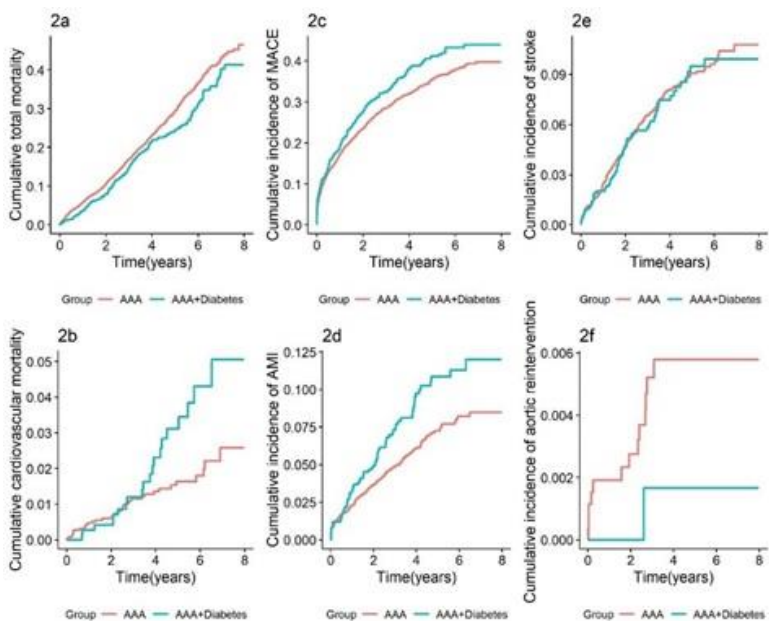 2a
Cumulative total mortality
0.4
0.3
0.2
0.1
0.0
0 2 4 6 8
Time(years)
Group AAA AAA+Diabetes
2c
Cumulative incidence of MACE
0.4
0.3
0.2
0.1
0.0
0 2 4 6 8
Time(years)
Group AAA AAA+Diabetes
2e
Cumulative incidence of stroke
0.09
0.06
0.03
0.00
0 2 4 6 8
Time(years)
Group AAA AAA+Diabetes
2b
Cumulative cardiovascular mortality
0.05
0.04
0.03
0.02
0.01
0.00
0 2 4 6 8
Time(years)
Group AAA AAA+Diabetes
2d
Cumulative incidence of AMI
0.125
0.100
0.075
0.050
0.025
0.000
0 2 4 6 8
Time(years)
Group AAA AAA+Diabetes
2f
Cumulative incidence of aortic reintervention
0.006
0.004
0.002
0.000
0 2 4 6 8
Time(years)
Group AAA AAA+Diabetes